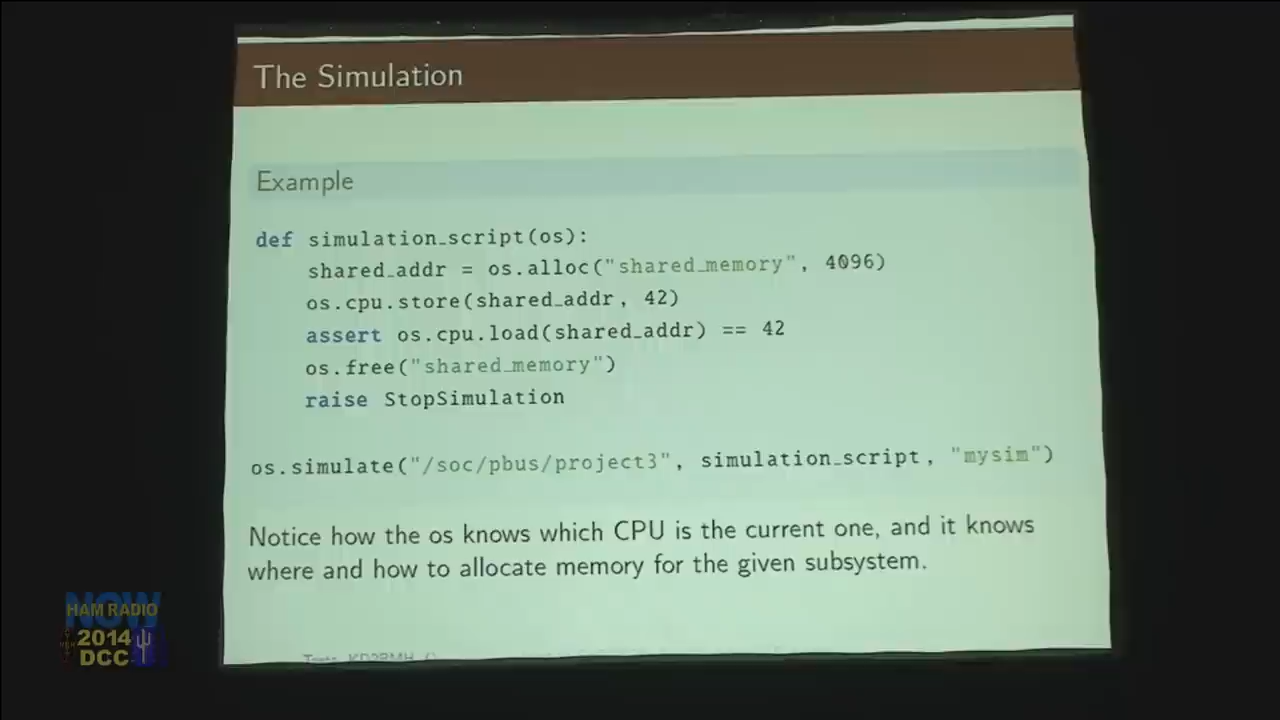 The Simulation
Example
def simulation_script(os):
shared_addr = os.alloc("shared_memory", 4096)
os.cpu.store(shared_addr, 42)
assert os.cpu.load(shared_addr) == 42
os.free("shared_memory")
raise StopSimulation
os.simulate("/soc/pbus/project3", simulation_script, "mysim")
Notice how the os knows which CPU is the current one, and it knows
where and how to allocate memory for the given subsystem.
HAM RADIO
NOW
2014
DCC